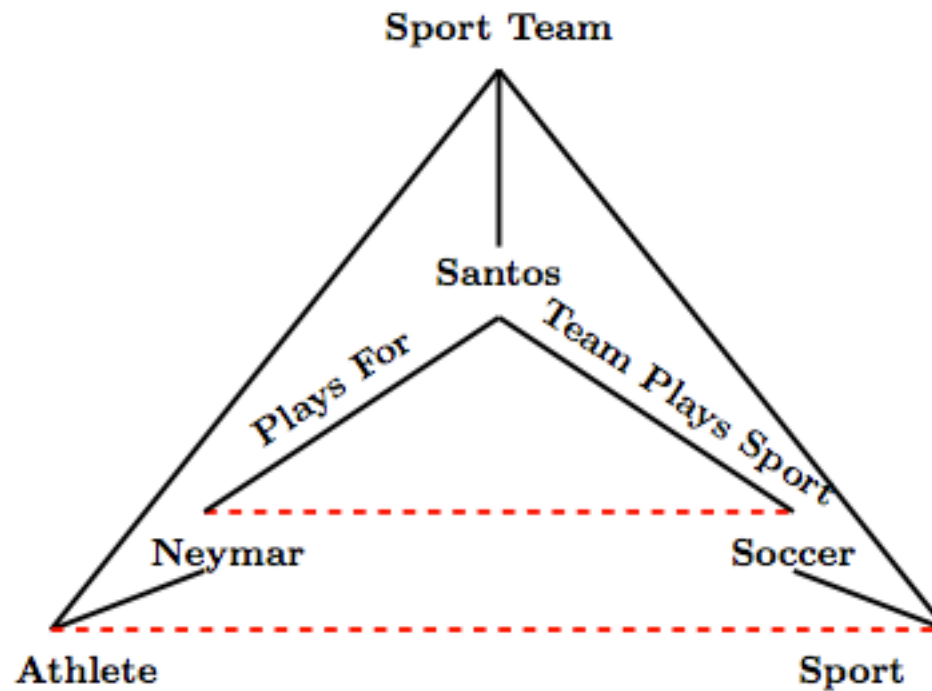 Sport Team
Santos
Plays For
Team Plays Sport
Neymar
Soccer
Athlete
Sport